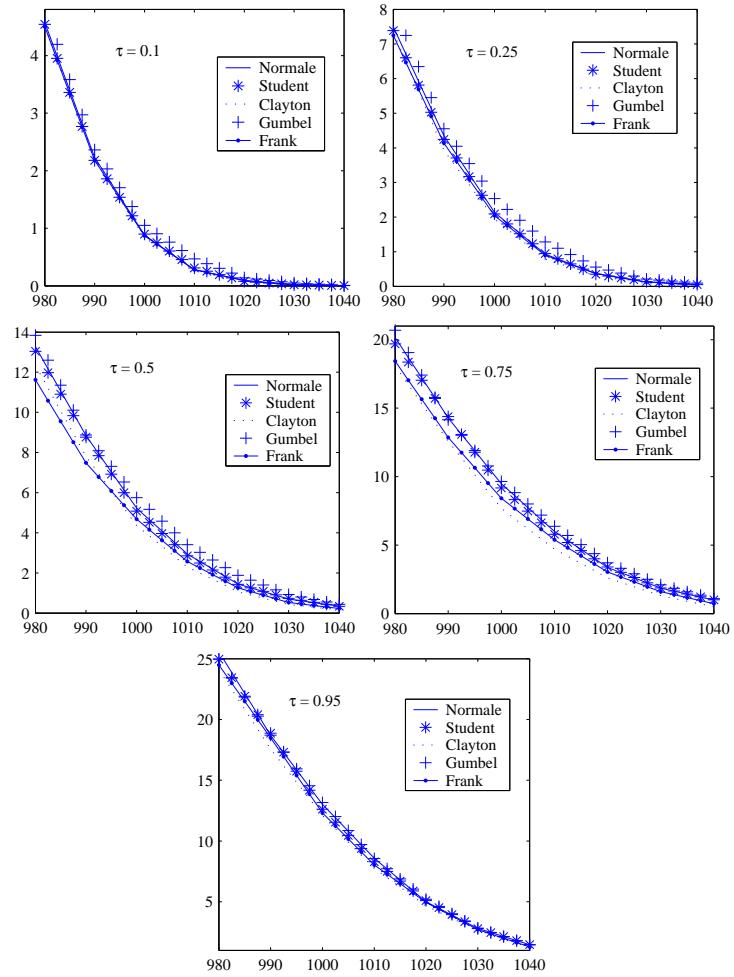 τ = 0.1
Normale
Student
Clayton
Gumbel
Frank
4
3
2
1
0
980 990 1000 1010 1020 1030 1040
τ = 0.25
Normale
Student
Clayton
Gumbel
Frank
8
7
6
5
4
3
2
1
0
980 990 1000 1010 1020 1030 1040
τ = 0.5
Normale
Student
Clayton
Gumbel
Frank
14
12
10
8
6
4
2
0
980 990 1000 1010 1020 1030 1040
τ = 0.75
Normale
Student
Clayton
Gumbel
Frank
20
15
10
5
0
980 990 1000 1010 1020 1030 1040
τ = 0.95
Normale
Student
Clayton
Gumbel
Frank
25
20
15
10
5
980 990 1000 1010 1020 1030 1040